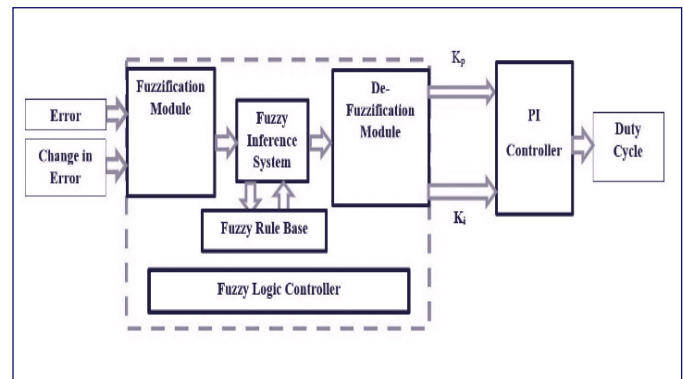 Error
Change in
Error
Fuzzification
Module
Fuzzy
Inference
System
Fuzzy Rule Base
Fuzzy Logic Controller
De-
Fuzzification
Module
Kp
Ki
PI
Controller
Duty
Cycle